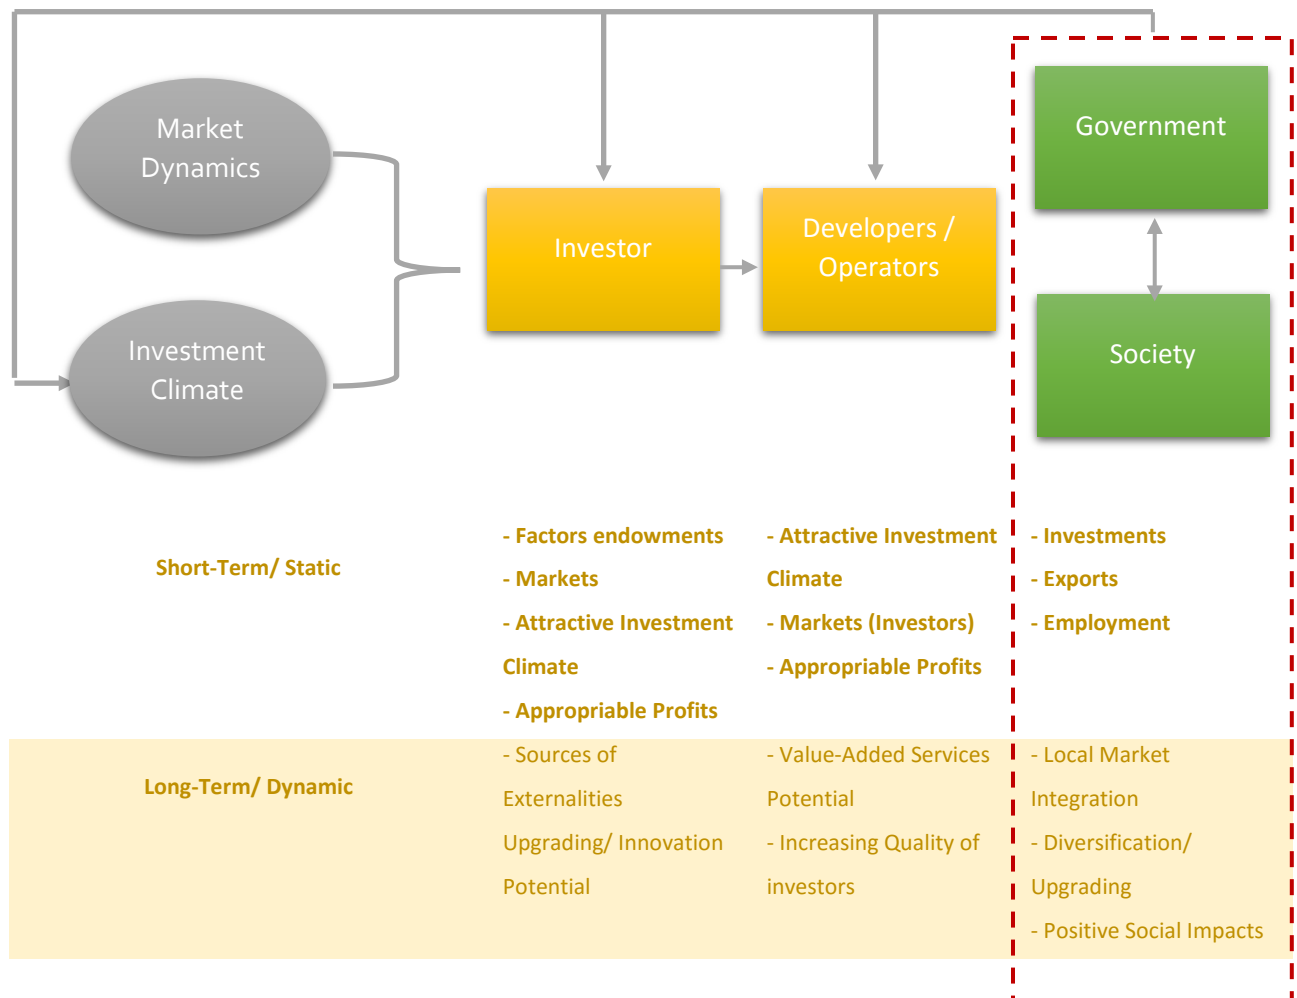 Market
Dynamics
Investment
Climate
Investor
Developers /
Operators
Government
Society
Short-Term/ Static
- Factors endowments
- Markets
- Attractive Investment
Climate
- Appropriable Profits
- Attractive Investment
Climate
- Markets (Investors)
- Appropriable Profits
- Investments
- Exports
- Employment
Long-Term/ Dynamic
- Sources of
Externalities
Upgrading/ Innovation
Potential
- Value-Added Services
Potential
- Increasing Quality of
investors
- Local Market
Integration
- Diversification/
Upgrading
- Positive Social Impacts